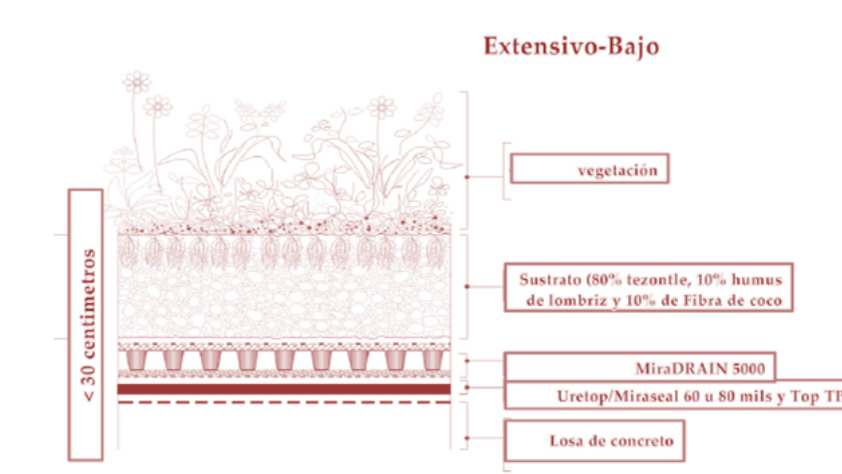 Extensivo-Bajo
vegetación
< 30 centimetros
Sustrato (80% tezontle, 10% humus
de lombriz y 10% de Fibra de coco
MiraDRAIN 5000
Uretop/Miraseal 60 u 80 mils y Top
Losa de concreto